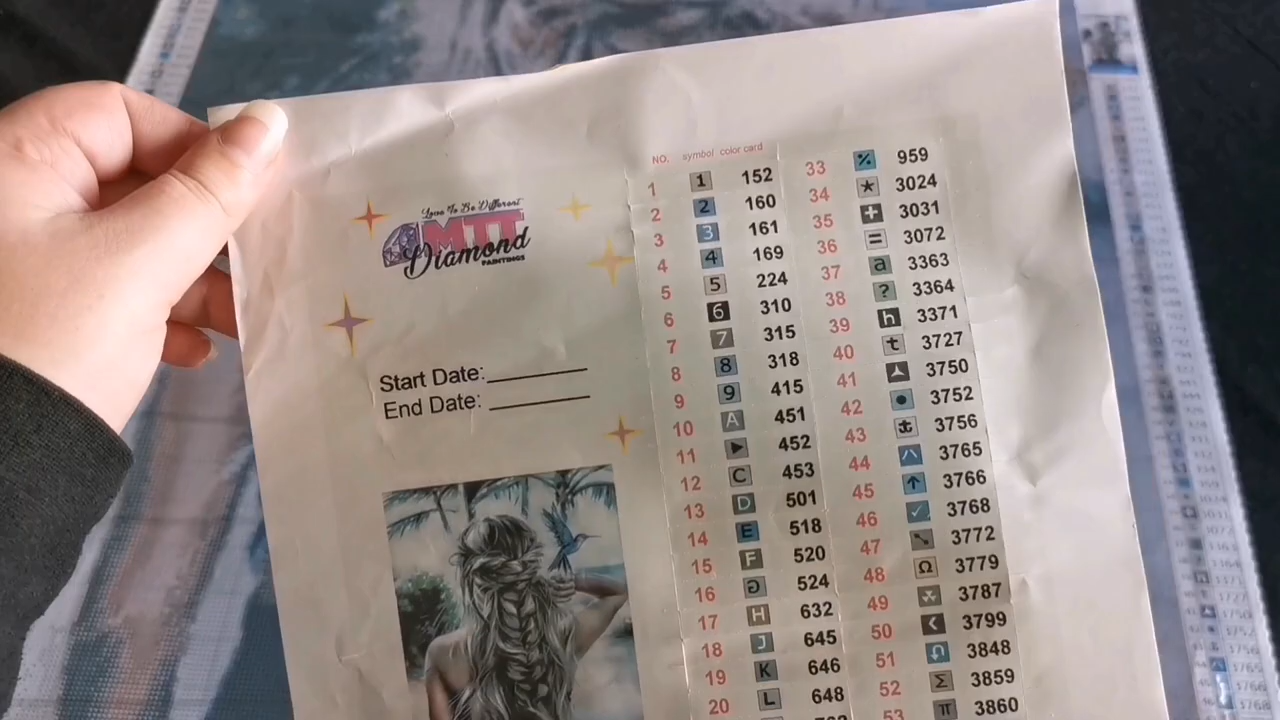 Love To Be Different
MTT
Diamond
PAINTINGS
Start Date:
End Date:
NO. symbol color card
1 1 152
2 2 160
3 3 161
4 4 169
5 5 224
6 6 310
7 7 315
8 8 318
9 9 415
10 A 451
11 ▶ 452
12 C 453
13 D 501
14 E 518
15 F 520
16 G 524
17 H 632
18 J 645
19 K 646
20 L 648
33 % 959
34 ★ 3024
35 + 3031
36 = 3072
37 a 3363
38 ? 3364
39 h 3371
40 t 3727
41 3750
42 ● 3752
43 3756
44 3765
45 ↑ 3766
46 ✓ 3768
47 3772
48 Ω 3779
49 3787
50 3799
51 3848
52 Σ 3859
53 π 3860